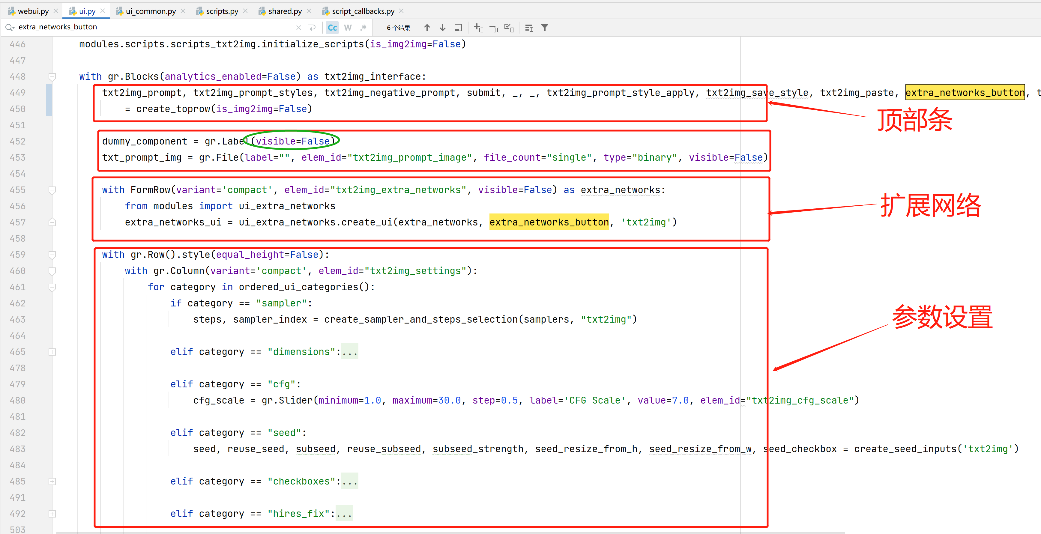 webui.py
ui.py
ui_common.py
scripts.py
shared.py
script_callbacks.py
extra_networks_button
Cc
W
6 个结果
446 modules.scripts.scripts_txt2img.initialize_scripts(is_img2img=False)
447
448 with gr.Blocks(analytics_enabled=False) as txt2img_interface:
449 txt2img_prompt, txt2img_prompt_styles, txt2img_negative_prompt, submit, _, _, txt2img_prompt_style_apply, txt2img_save_style, txt2img_paste, extra_networks_button, t
450 = create_toprow(is_img2img=False)
顶部条
451
452 dummy_component = gr.Label(visible=False)
453 txt_prompt_img = gr.File(label="", elem_id="txt2img_prompt_image", file_count="single", type="binary", visible=False)
454
455 with FormRow(variant='compact', elem_id="txt2img_extra_networks", visible=False) as extra_networks:
456 from modules import ui_extra_networks
457 extra_networks_ui = ui_extra_networks.create_ui(extra_networks, extra_networks_button, 'txt2img')
扩展网络
458
459 with gr.Row().style(equal_height=False):
460 with gr.Column(variant='compact', elem_id="txt2img_settings"):
461 for category in ordered_ui_categories():
462 if category == "sampler":
463 steps, sampler_index = create_sampler_and_steps_selection(samplers, "txt2img")
参数设置
464
465 elif category == "dimensions":...
478
479 elif category == "cfg":
480 cfg_scale = gr.Slider(minimum=1.0, maximum=30.0, step=0.5, label='CFG Scale', value=7.0, elem_id="txt2img_cfg_scale")
481
482 elif category == "seed":
483 seed, reuse_seed, subseed, reuse_subseed, subseed_strength, seed_resize_from_h, seed_resize_from_w, seed_checkbox = create_seed_inputs('txt2img')
484
485 elif category == "checkboxes":...
491
492 elif category == "hires_fix":...
503